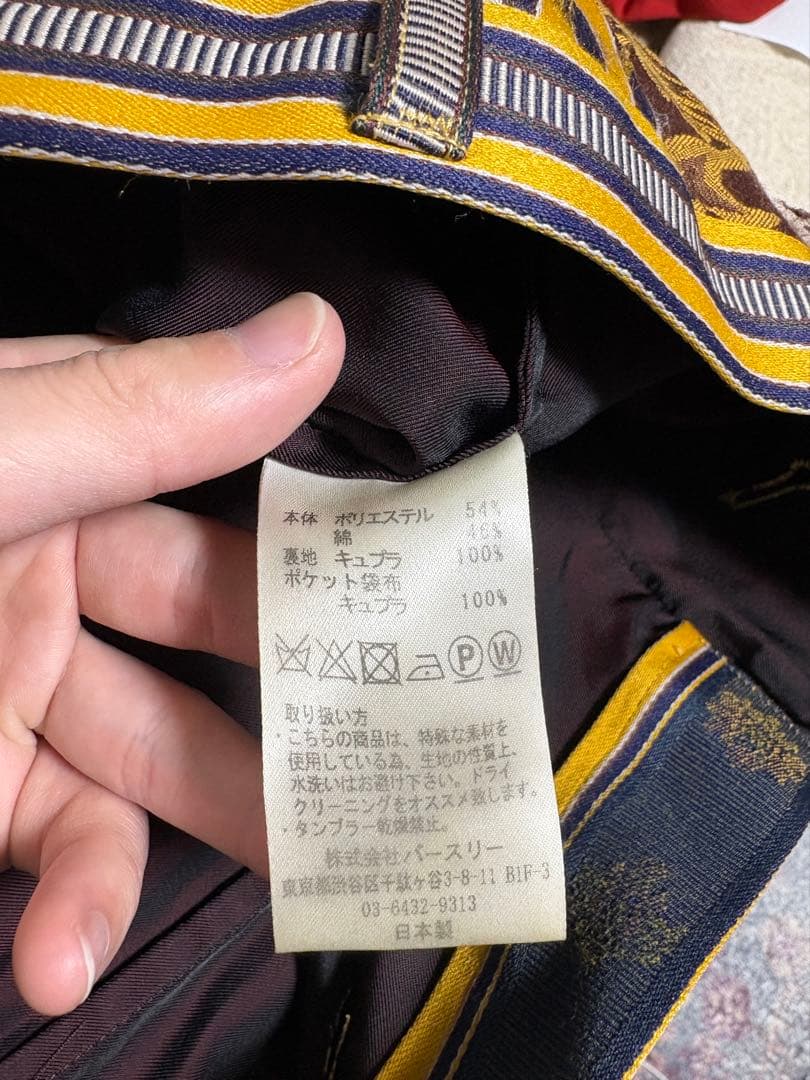 本体 ポリエステル 54%
綿 46%
裏地 キュプラ 100%
ポケット袋布
キュプラ 100%
P W
取り扱い方
・こちらの商品は、特殊な素材を
使用している為、生地の性質上、
水洗いはお避け下さい。ドライ
クリーニングをオススメ致します。
・タンブラー乾燥禁止。
株式会社パースリー
東京都渋谷区千駄ヶ谷3-8-11 B1F-3
03-6432-9313
日本製